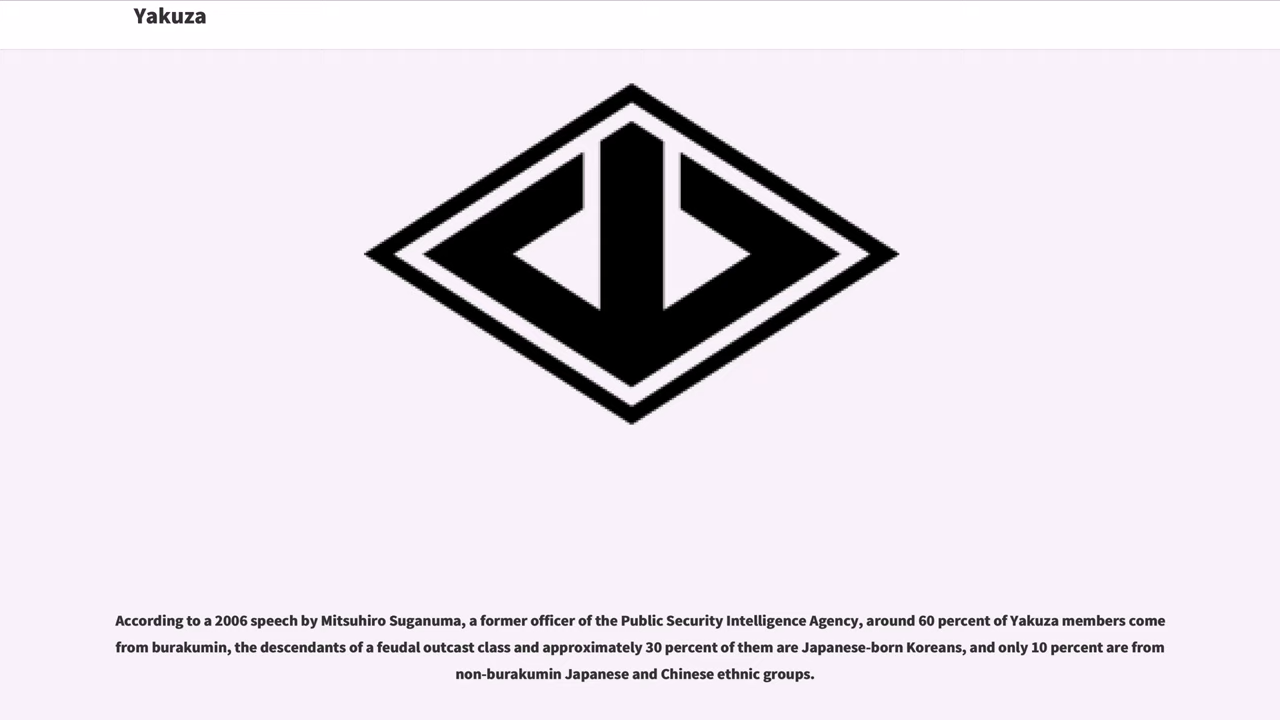 Yakuza
According to a 2006 speech by Mitsuhiro Suganuma, a former officer of the Public Security Intelligence Agency, around 60 percent of Yakuza members come
from burakumin, the descendants of a feudal outcast class and approximately 30 percent of them are Japanese-born Koreans, and only 10 percent are from
non-burakumin Japanese and Chinese ethnic groups.